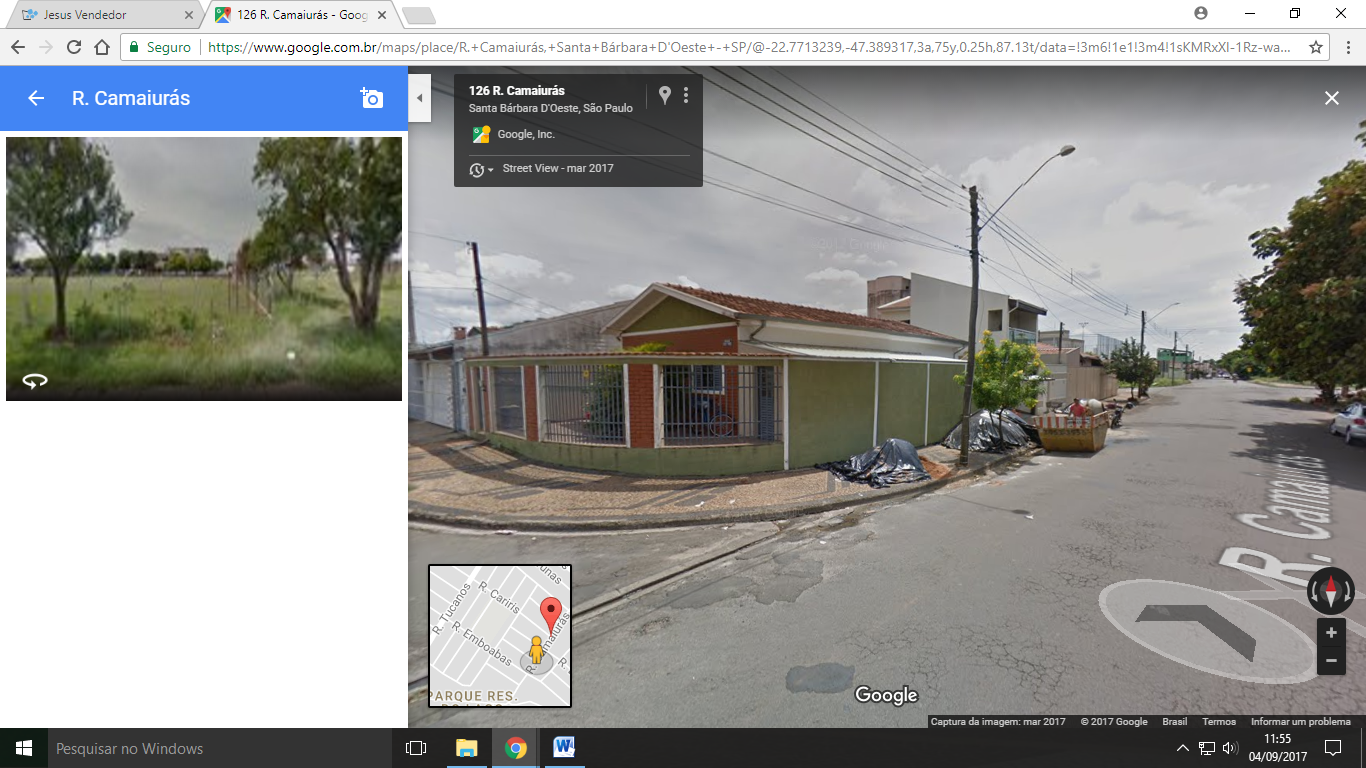 Jesus Vendedor
126 R. Camaiurás - Goog
Seguro
https://www.google.com.br/maps/place/R.+Camaiurás,+Santa+Bárbara+D'Oeste+-+SP/@-22.7713239,-47.389317,3a,75y,0.25h,87.13t/data=!3m6!1e1!3m4!1sKMRxXI-1Rz-wa...
R. Camaiurás
126 R. Camaiurás
Santa Bárbara D'Oeste, São Paulo
Google, Inc.
Street View - mar 2017
R. Camaiuras
unas
R. Cariris
R. Tucanos
R. Emboabas
R.
PARQUE RES.
Google
Captura da imagem: mar 2017
© 2017 Google
Brasil
Termos
Informar um problema
Pesquisar no Windows
11:55
04/09/2017